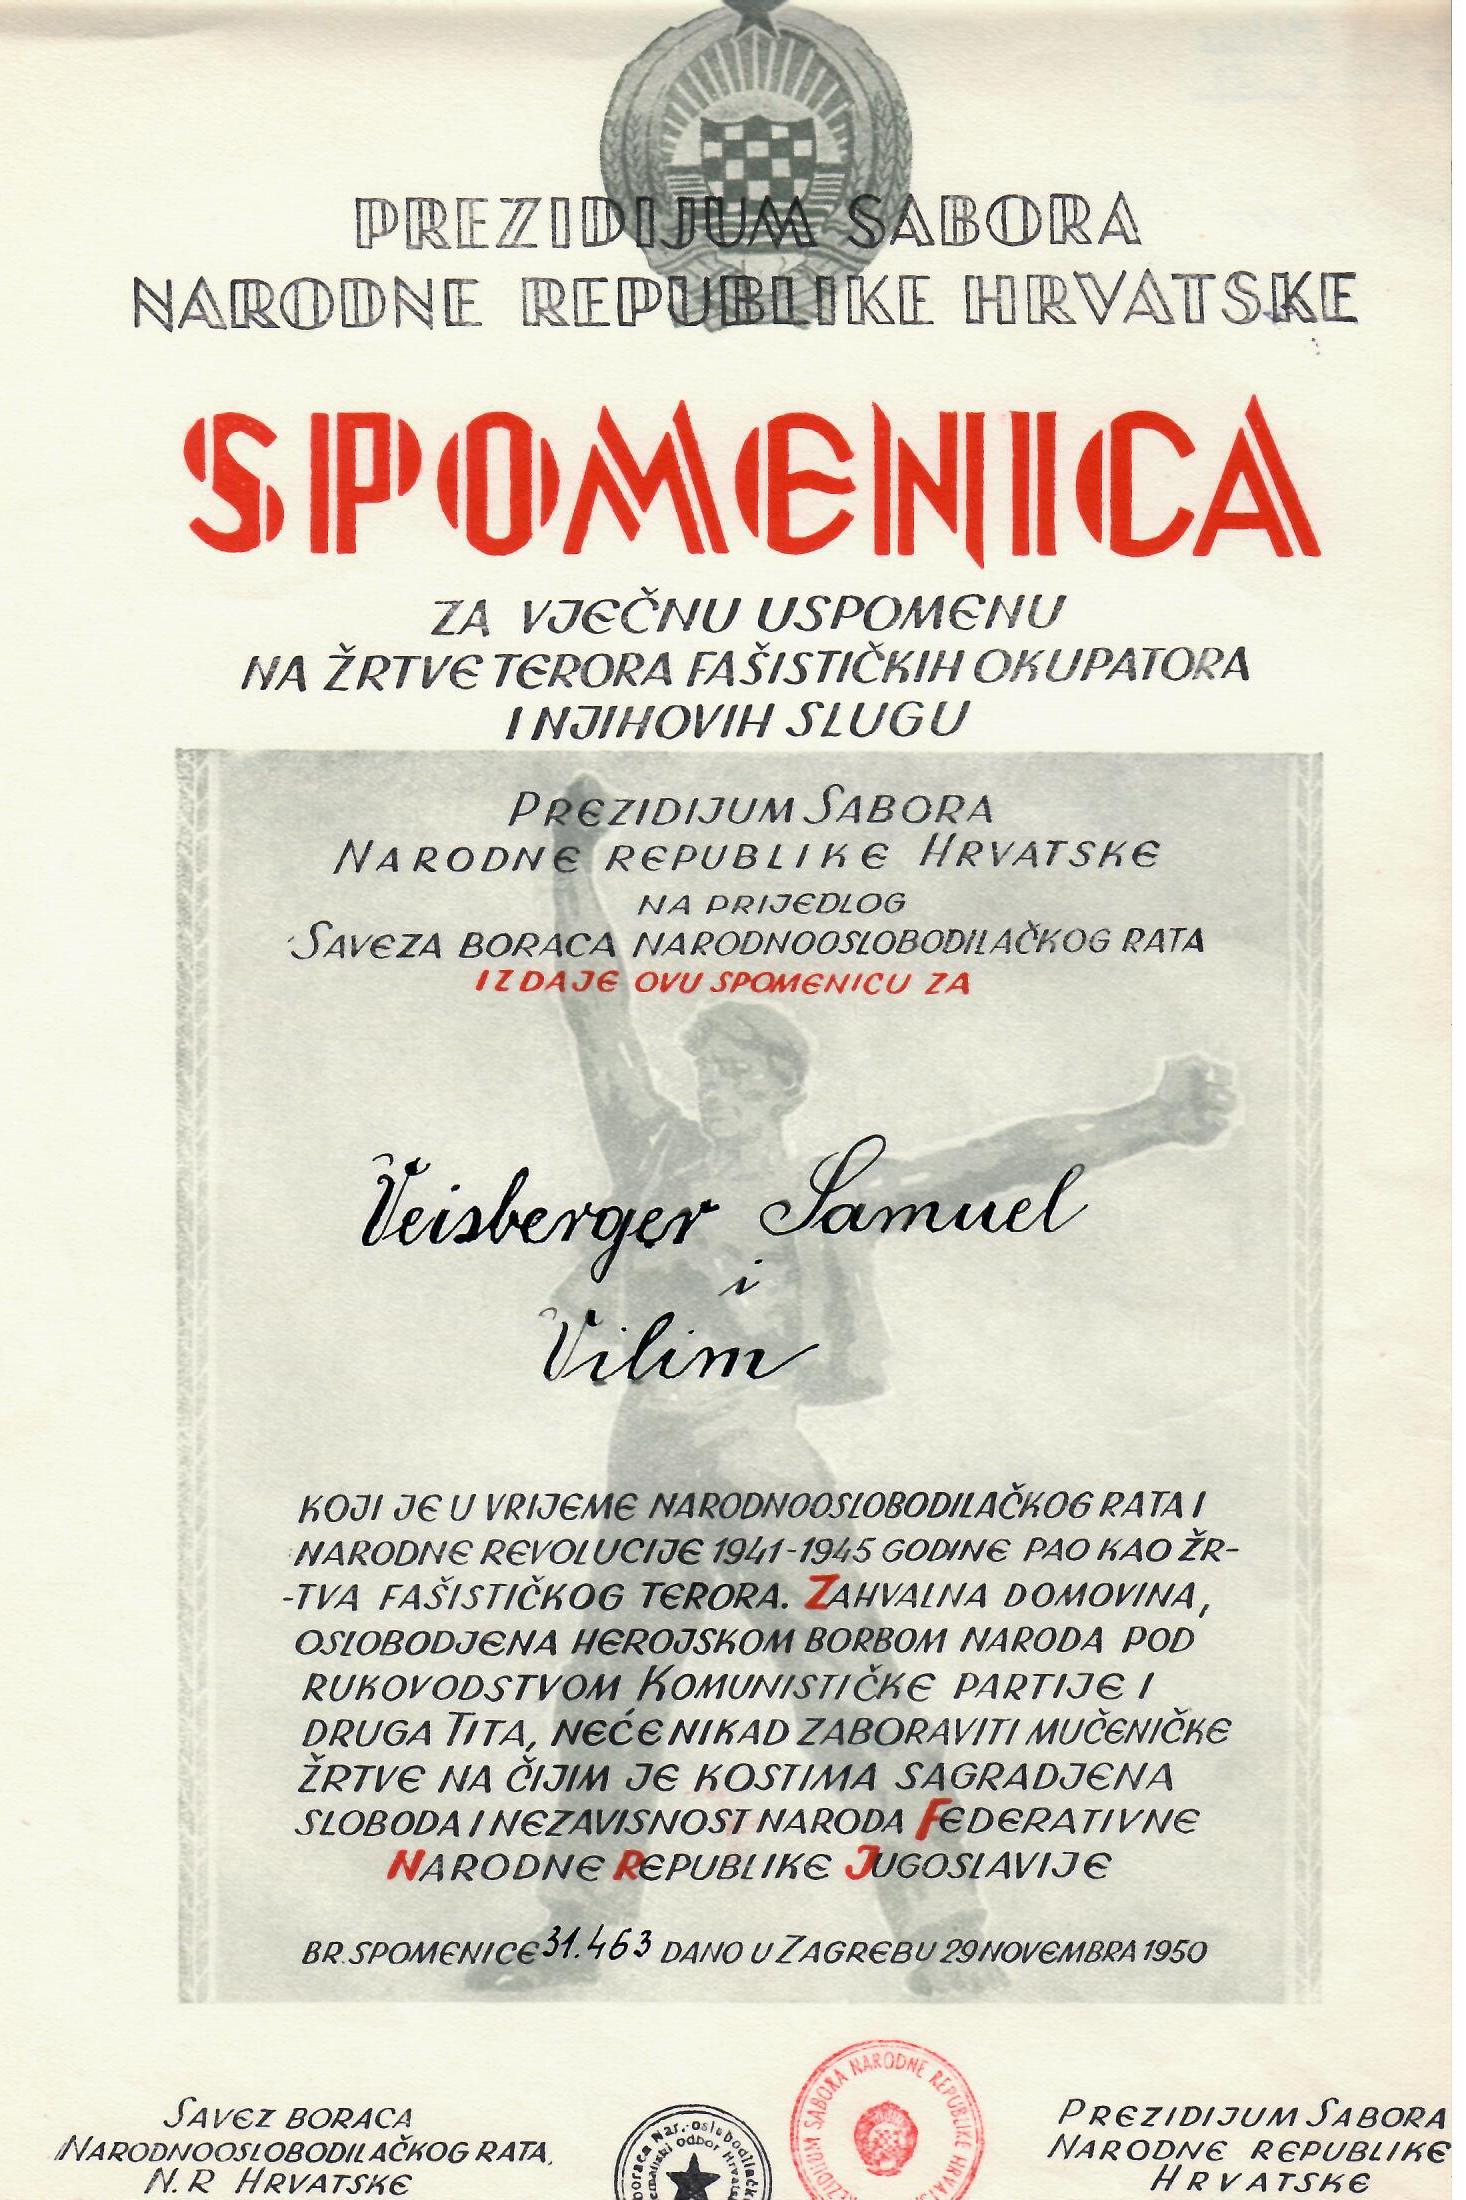 PREZIDIJUM SABORA
NARODNE REPUBLIKE HRVATSKE
SPOMENICA
ZA VJEČNU USPOMENU
NA ŽRTVE TERORA FAŠISTIČKIH OKUPATORA
I NJIHOVIH SLUGU
PREZIDIJUM SABORA
NARODNE REPUBLIKE HRVATSKE
NA PRIJEDLOG
SAVEZA BORACA NARODNOOSLOBODILAČKOG RATA
IZDAJE OVU SPOMENICU ZA
Veisberger Samuel
i
Vilim
KOJI JE U VRIJEME NARODNOOSLOBODILAČKOG RATA I
NARODNE REVOLUCIJE 1941-1945 GODINE PAO KAO ŽR-
-TVA FAŠISTIČKOG TERORA. ZAHVALNA DOMOVINA,
OSLOBODJENA HEROJSKOM BORBOM NARODA POD
RUKOVODSTVOM KOMUNISTIČKE PARTIJE I
DRUGA TITA, NEĆE NIKAD ZABORAVITI MUČENIČKE
ŽRTVE NA ČIJIM JE KOSTIMA SAGRADJENA
SLOBODA I NEZAVISNOST NARODA FEDERATIVNE
NARODNE REPUBLIKE JUGOSLAVIJE
BR. SPOMENICE 31.463 DANO U ZAGREBU 29 NOVEMBRA 1950
SAVEZ BORACA
NARODNOOSLOBODILAČKOG RATA,
N.R HRVATSKE
PREZIDIJUM SABORA NARODNE REPUBLIKE
PREZIDIJUM SABORA
NARODNE REPUBLIKE
HRVATSKE